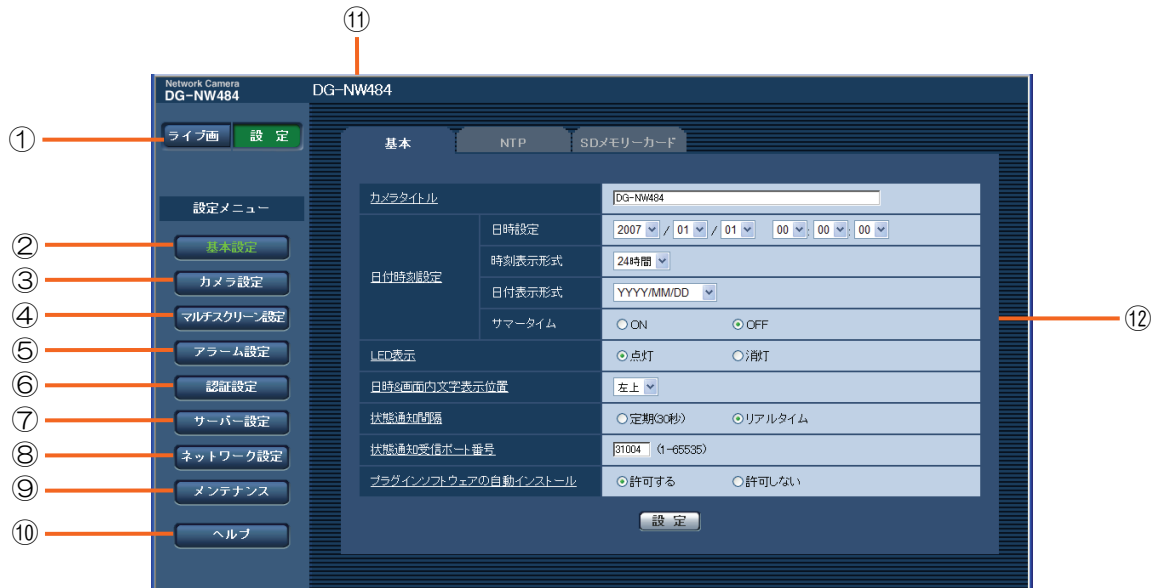 ⑪
Network Camera
DG-NW484
DG-NW484
① ライブ画 設 定
基本 NTP SDメモリーカード
設定メニュー
カメラタイトル DG-NW484
② 基本設定
日付時刻設定 日時設定 2007 / 01 / 01 00 : 00 : 00
③ カメラ設定
時刻表示形式 24時間
日付表示形式 YYYY/MM/DD
④ マルチスクリーン設定
サマータイム ON OFF ⑫
⑤ アラーム設定
LED表示 点灯 消灯
⑥ 認証設定
日時&画面内文字表示位置 左上
⑦ サーバー設定
状態通知間隔 定期(30秒) リアルタイム
⑧ ネットワーク設定
状態通知受信ポート番号 31004 (1-65535)
⑨ メンテナンス
プラグインソフトウェアの自動インストール 許可する 許可しない
設 定
⑩ ヘルプ